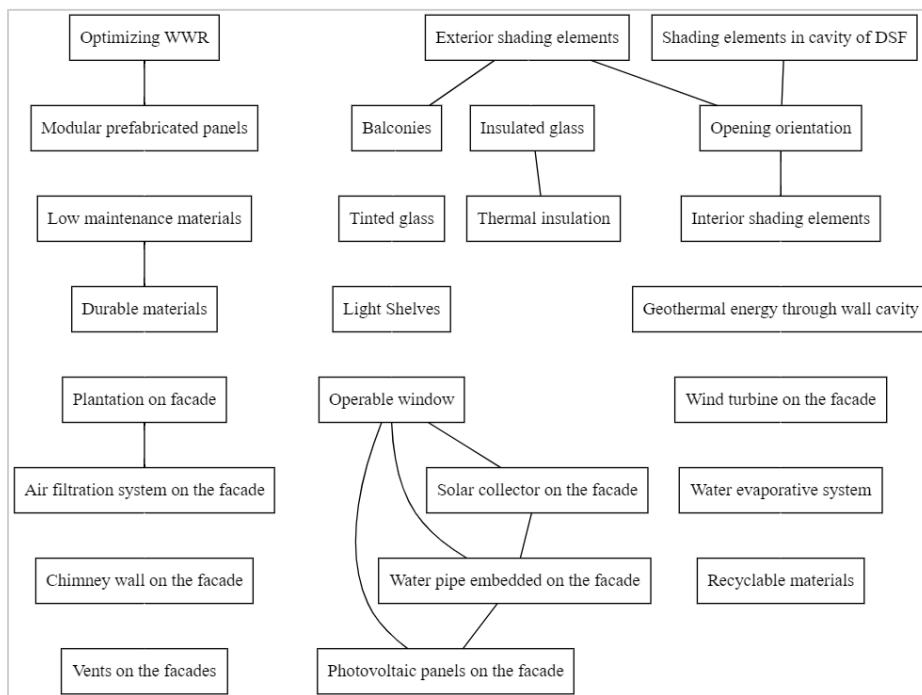 Optimizing WWR
Exterior shading elements
Shading elements in cavity of DSF
Modular prefabricated panels
Balconies
Insulated glass
Opening orientation
Low maintenance materials
Tinted glass
Thermal insulation
Interior shading elements
Durable materials
Light Shelves
Geothermal energy through wall cavity
Plantation on facade
Operable window
Wind turbine on the facade
Air filtration system on the facade
Solar collector on the facade
Water evaporative system
Chimney wall on the facade
Water pipe embedded on the facade
Recyclable materials
Vents on the facades
Photovoltaic panels on the facade